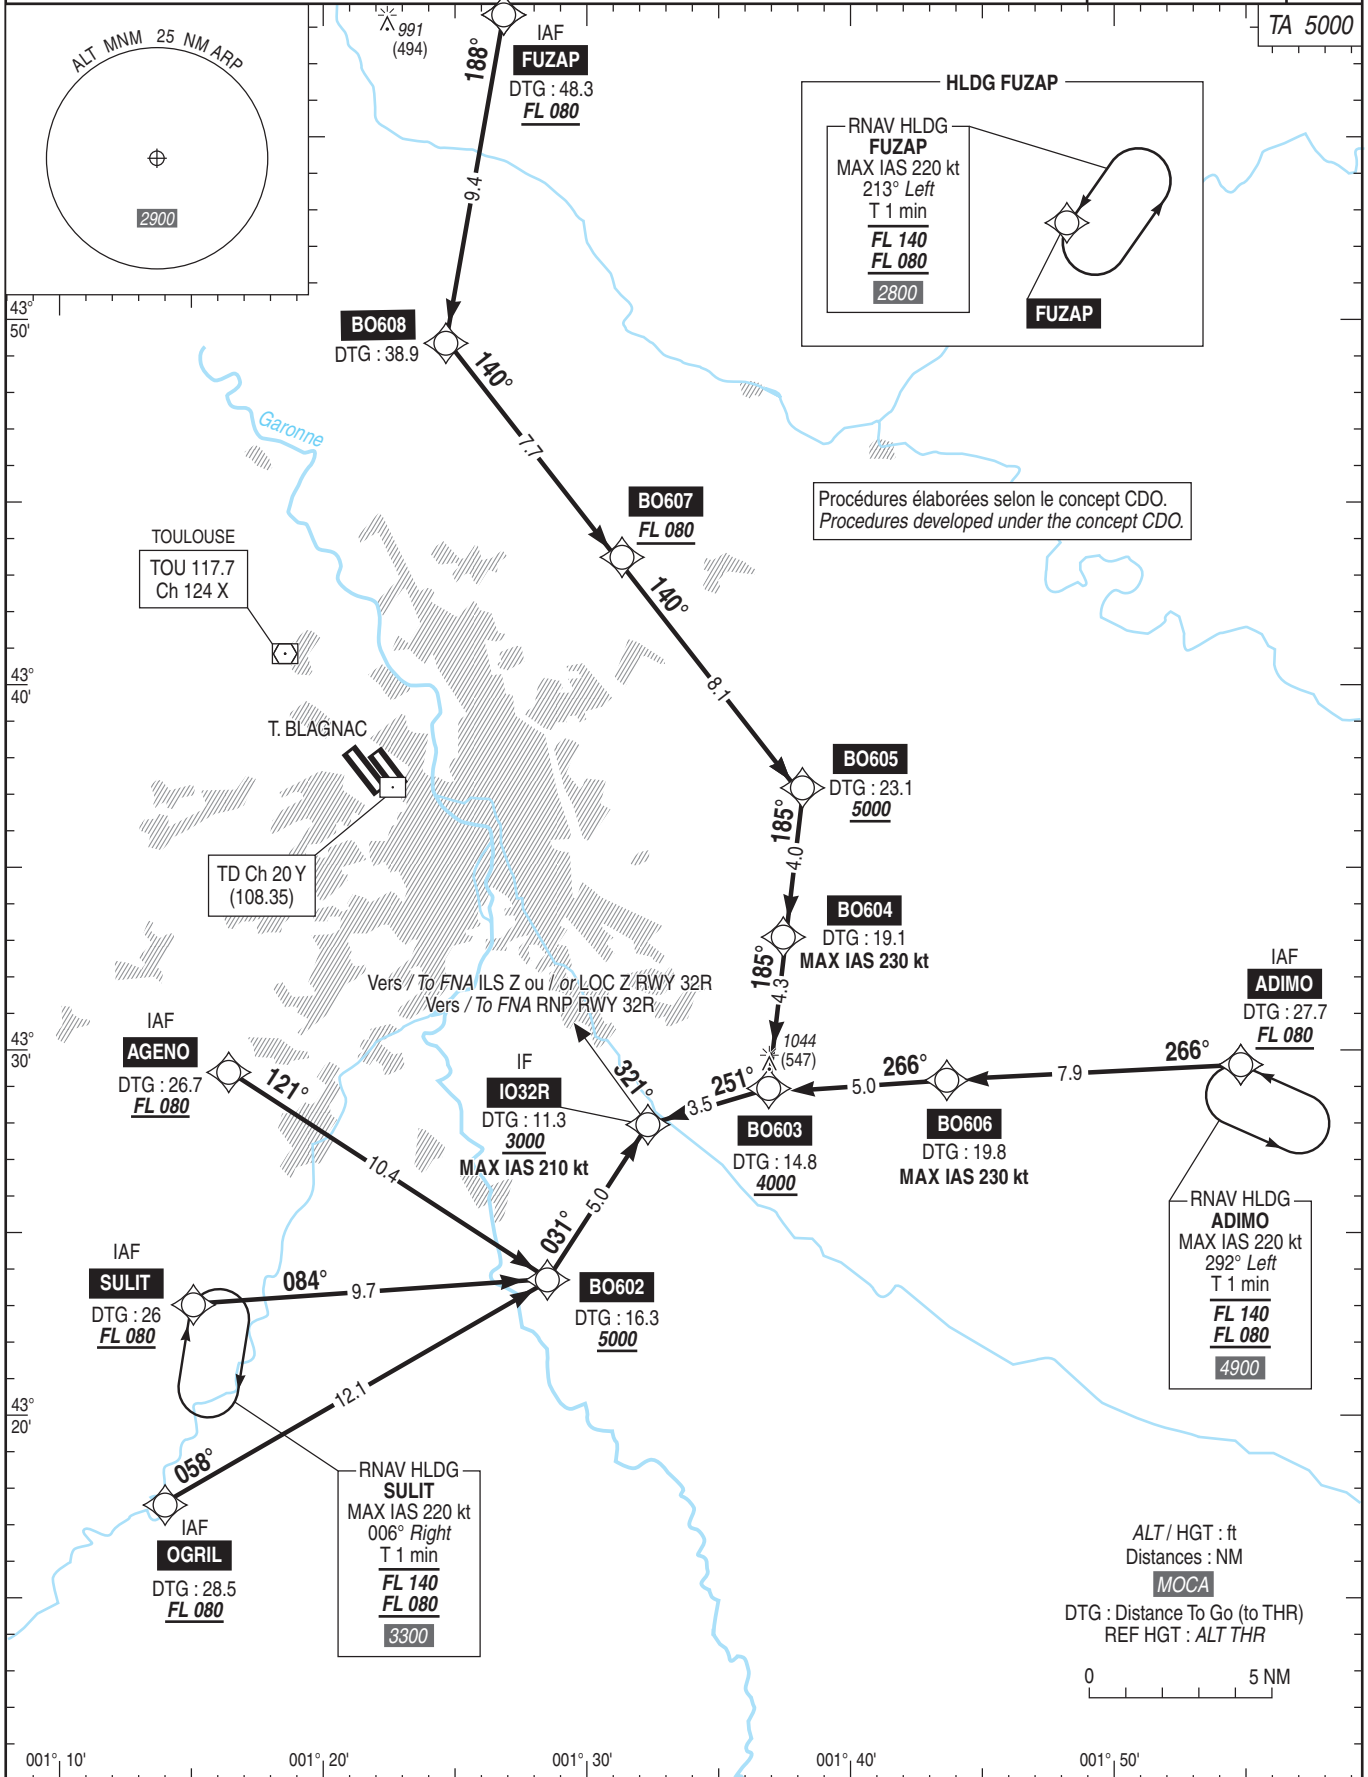 TA 5000
ALT MNM 25 NM ARP
2900
991
(494)
188°
IAF
FUZAP
DTG : 48.3
FL 080
9.4
HLDG FUZAP
RNAV HLDG
FUZAP
MAX IAS 220 kt
213° Left
T 1 min
FL 140
FL 080
2800
FUZAP
43°
50'
BO608
DTG : 38.9
140°
7.7
Garonne
BO607
FL 080
Procédures élaborées selon le concept CDO.
Procedures developed under the concept CDO.
TOULOUSE
TOU 117.7
Ch 124 X
140°
8.1
43°
40'
T. BLAGNAC
TD Ch 20 Y
(108.35)
BO605
DTG : 23.1
5000
185°
4.0
BO604
DTG : 19.1
MAX IAS 230 kt
185°
4.3
Vers / To FNA ILS Z ou / or LOC Z RWY 32R
Vers / To FNA RNP RWY 32R
IAF
ADIMO
DTG : 27.7
FL 080
43°
30'
IAF
AGENO
DTG : 26.7
FL 080
121°
10.4
IF
IO32R
DTG : 11.3
3000
MAX IAS 210 kt
321°
1044
(547)
251°
3.5
266°
5.0
266°
7.9
BO603
DTG : 14.8
4000
BO606
DTG : 19.8
MAX IAS 230 kt
RNAV HLDG
ADIMO
MAX IAS 220 kt
292° Left
T 1 min
FL 140
FL 080
4900
031°
5.0
IAF
SULIT
DTG : 26
FL 080
084°
9.7
BO602
DTG : 16.3
5000
43°
20'
12.1
058°
IAF
OGRIL
DTG : 28.5
FL 080
RNAV HLDG
SULIT
MAX IAS 220 kt
006° Right
T 1 min
FL 140
FL 080
3300
ALT / HGT : ft
Distances : NM
MOCA
DTG : Distance To Go (to THR)
REF HGT : ALT THR
0 5 NM
001° 10' 001° 20' 001° 30' 001° 40' 001° 50'